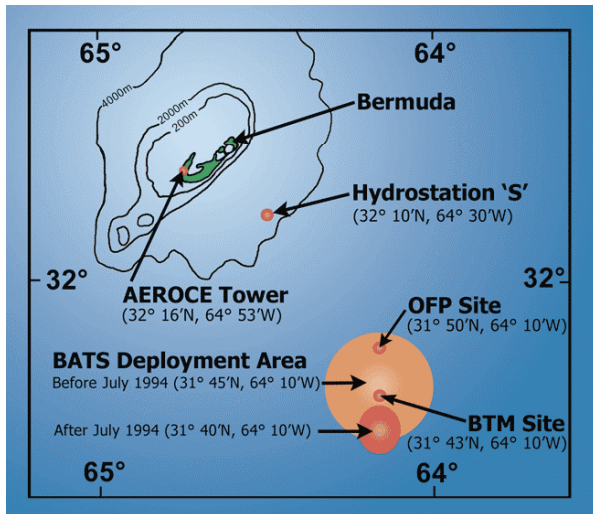 65° 64°
4000m
2000m
200m
Bermuda
Hydrostation ‘S’
(32° 10’N, 64° 30’W)
32° 32°
AEROCE Tower
(32° 16’N, 64° 53’W)
OFP Site
(31° 50’N, 64° 10’W)
BATS Deployment Area
Before July 1994 (31° 45’N, 64° 10’W)
BTM Site
(31° 43’N, 64° 10’W)
After July 1994 (31° 40’N, 64° 10’W)
65° 64°